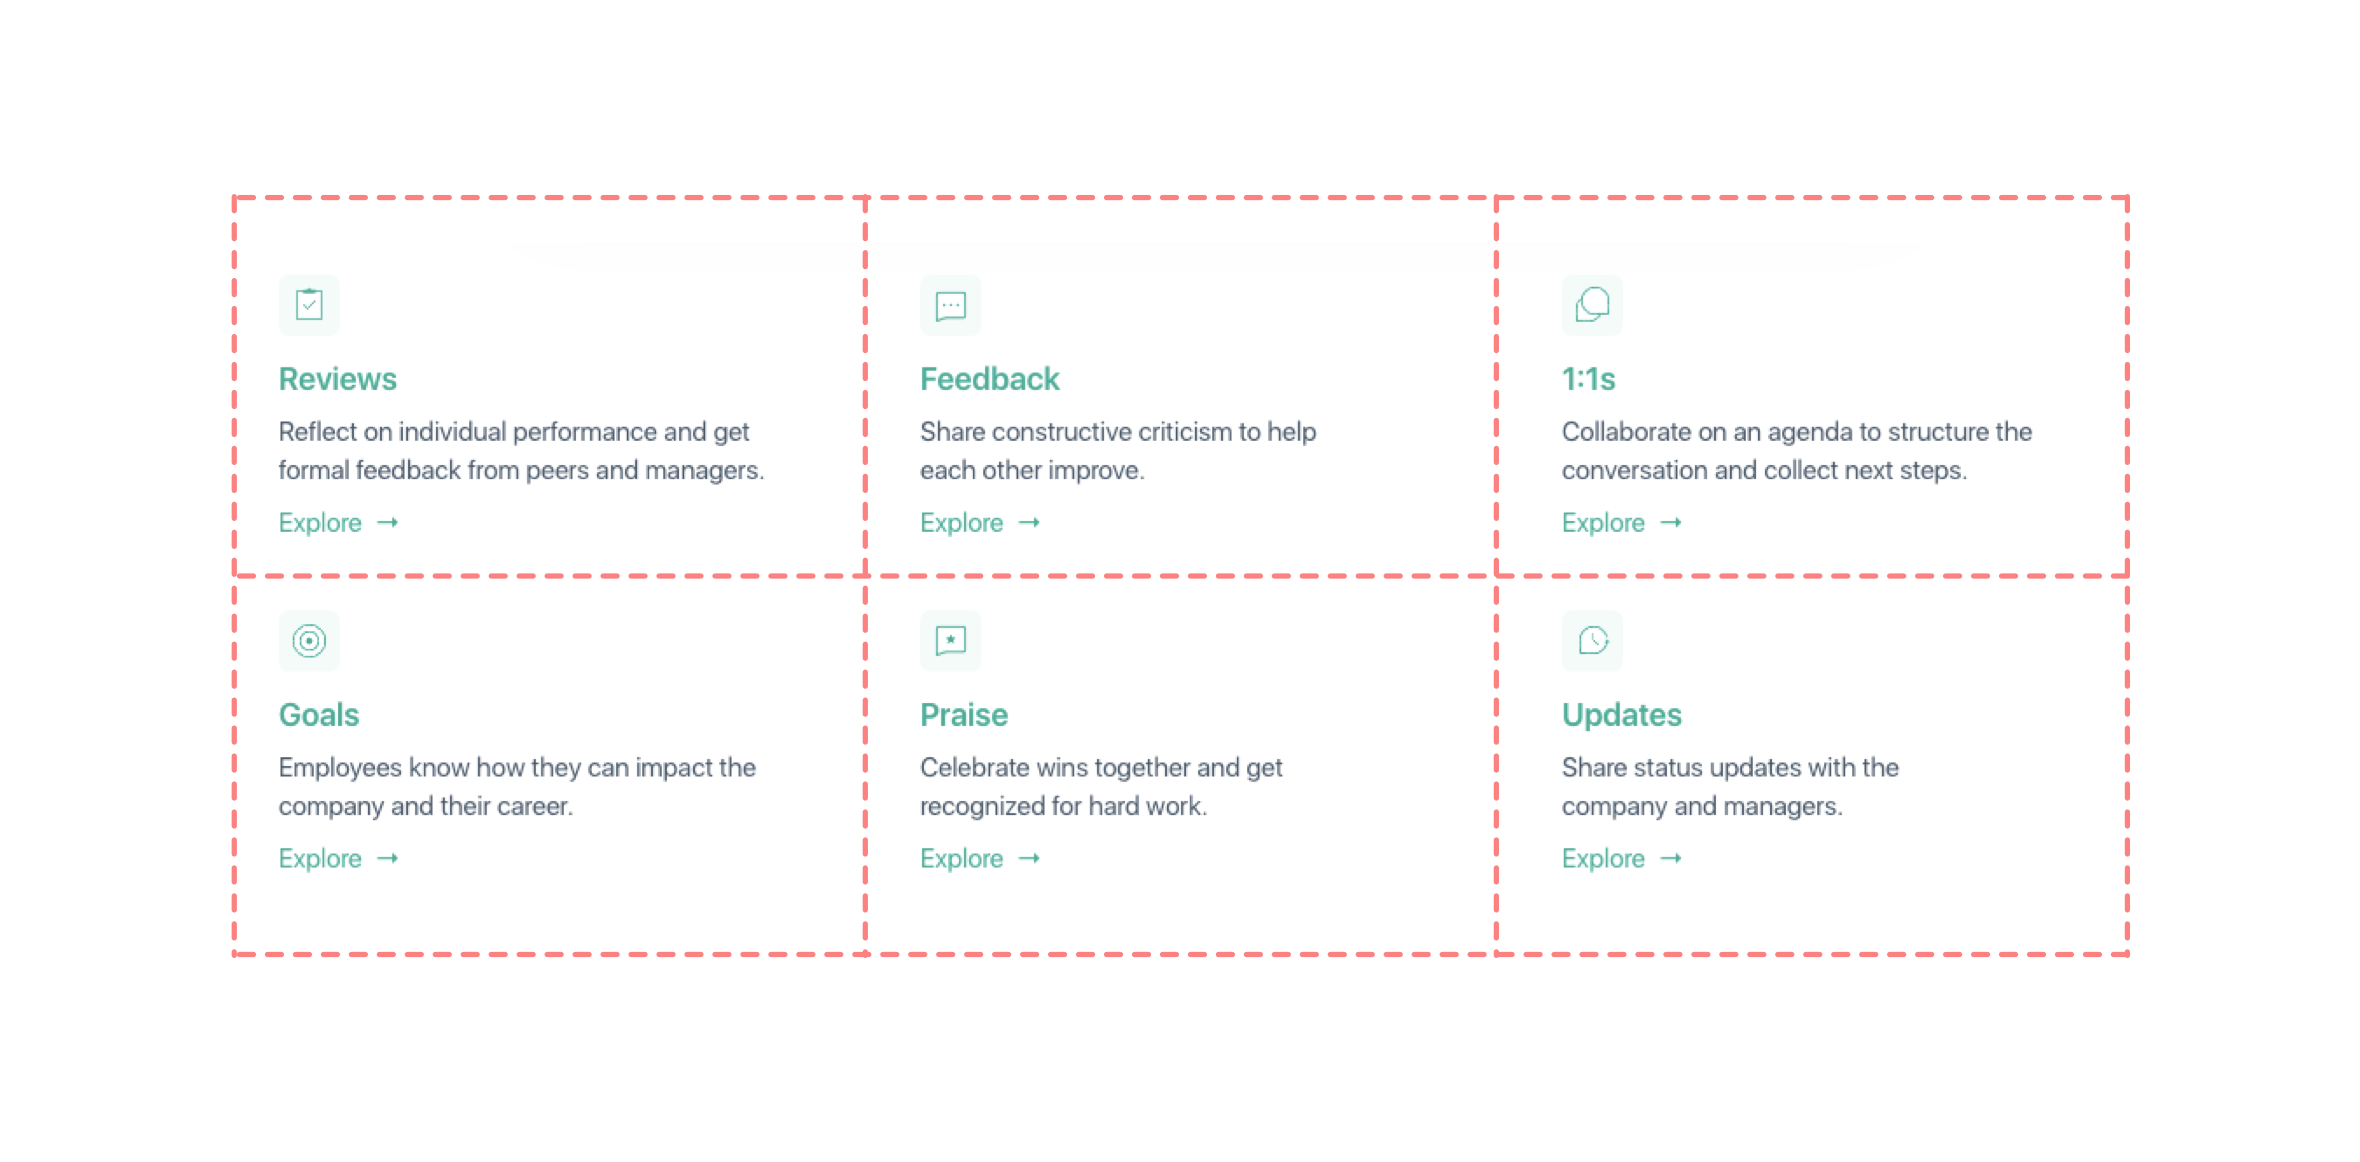 Reviews
Reflect on individual performance and get
formal feedback from peers and managers.
Explore →
Feedback
Share constructive criticism to help
each other improve.
Explore →
1:1s
Collaborate on an agenda to structure the
conversation and collect next steps.
Explore →
Goals
Employees know how they can impact the
company and their career.
Explore →
Praise
Celebrate wins together and get
recognized for hard work.
Explore →
Updates
Share status updates with the
company and managers.
Explore →